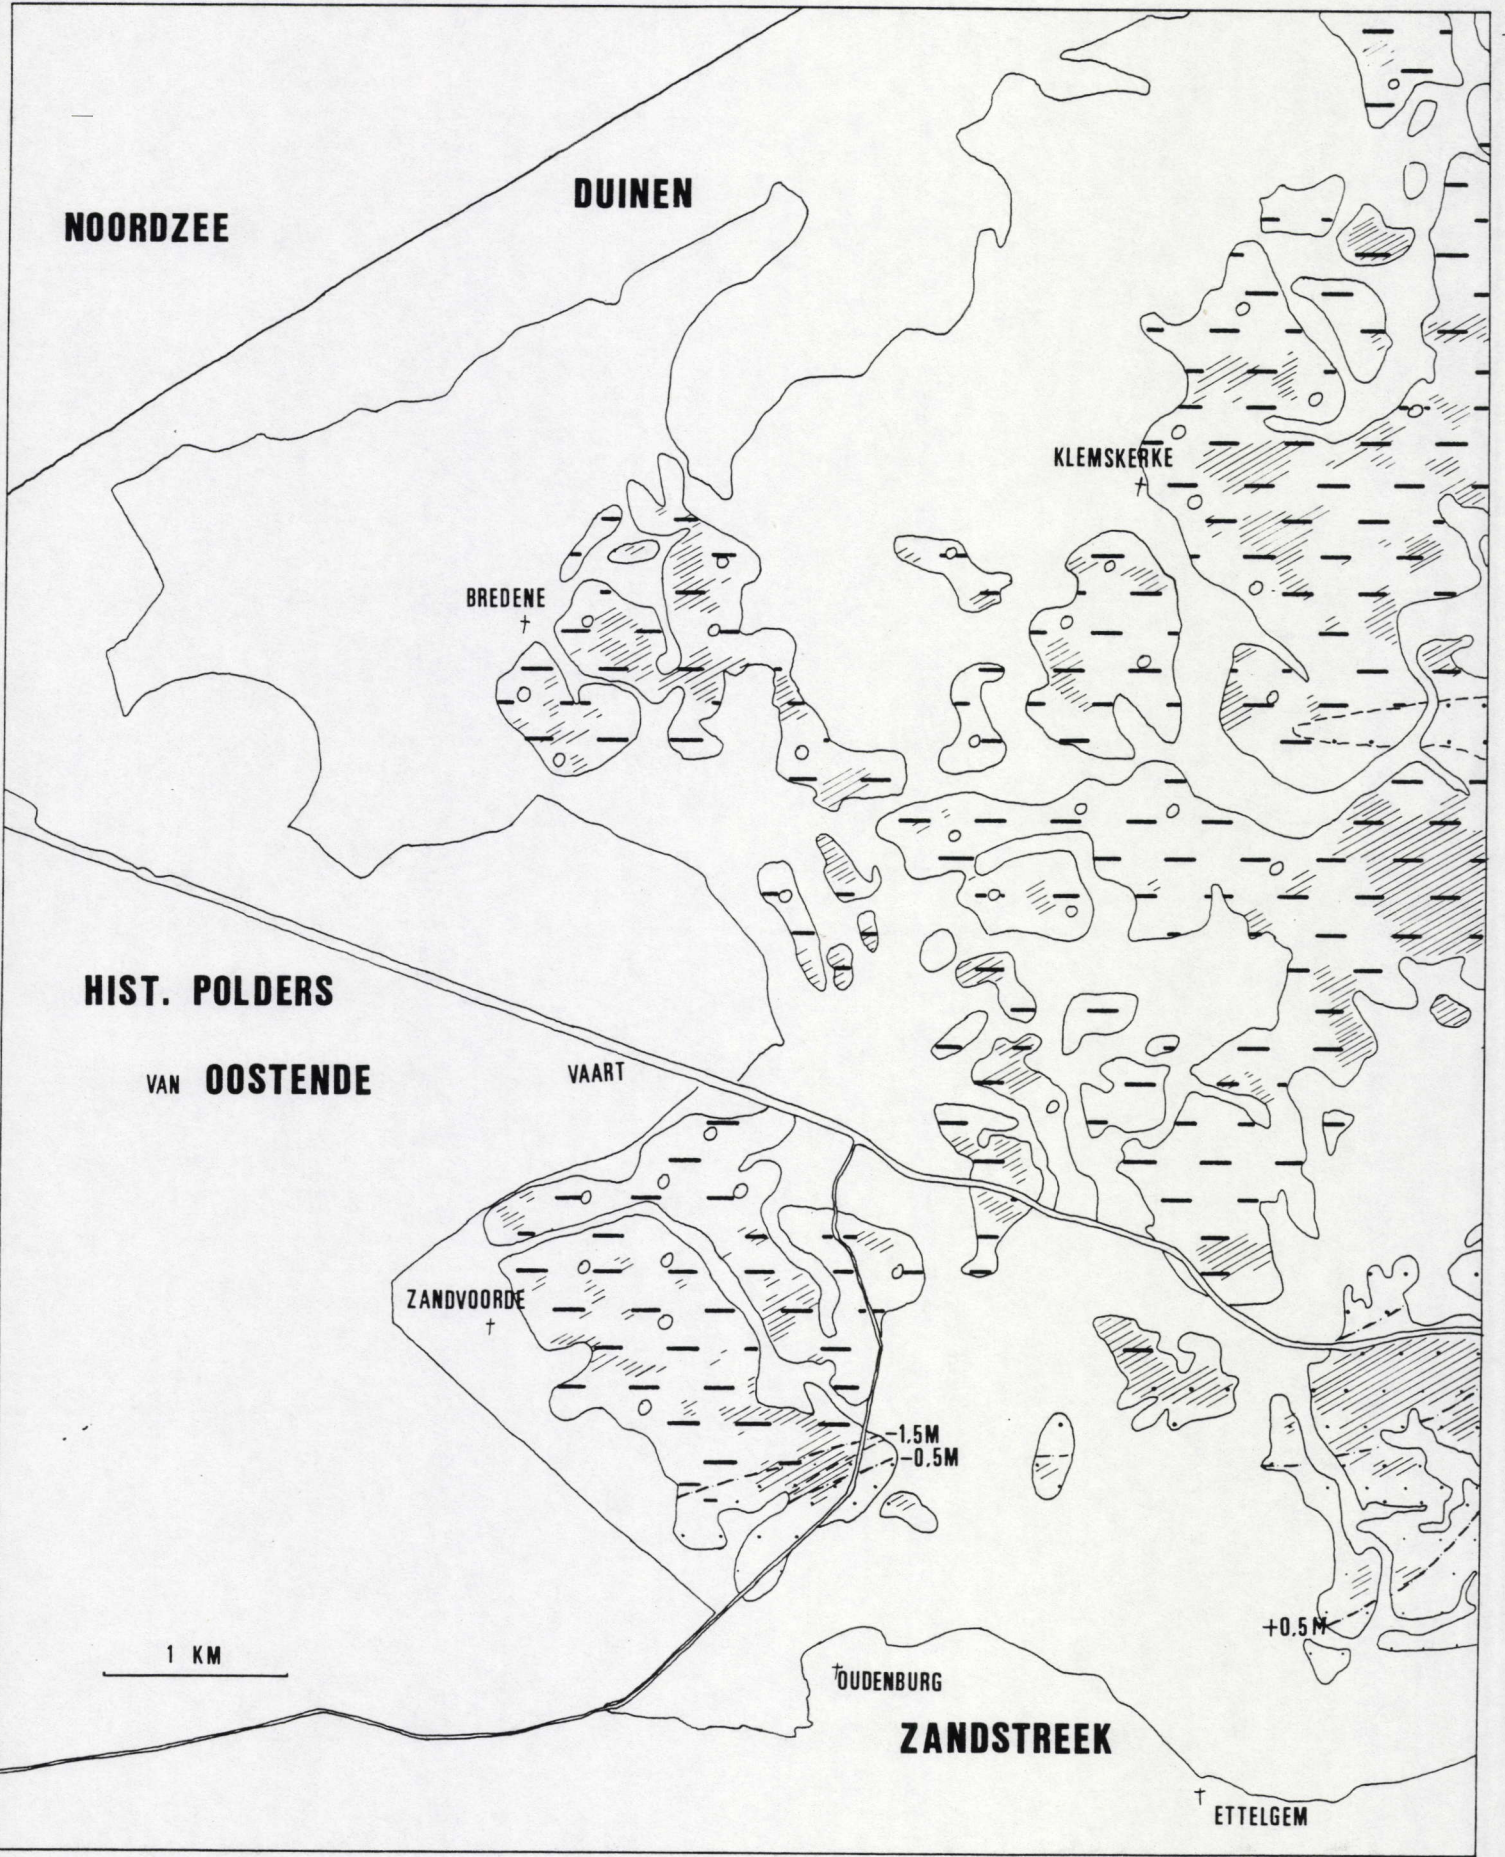 DUINEN
NOORDZEE
KLEMSKERKE
BREDENE
HIST. POLDERS
VAN OOSTENDE
VAART
ZANDVOORDE
-1.5M
-0.5M
+0.5M
1 KM
OUDENBURG
ZANDSTREEK
ETTELGEM